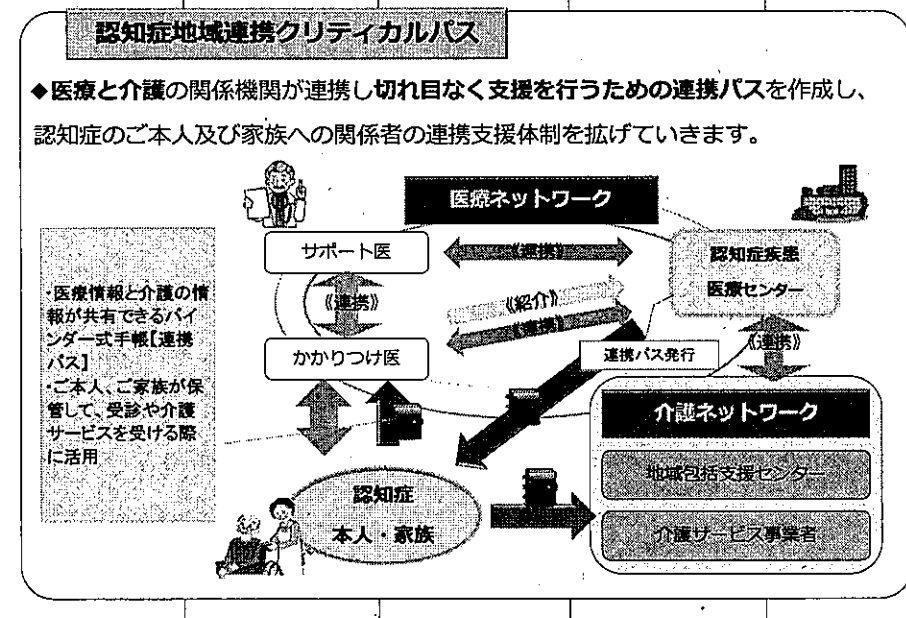 認知症地域連携クリティカルパス
◆医療と介護の関係機関が連携し切れ目なく支援を行うための連携パスを作成し、
認知症のご本人及び家族への関係者の連携支援体制を拡げていきます。
医療ネットワーク
サポート医
《連携》
認知症疾患
医療センター
・医療情報と介護の情
報が共有できるバイ
ンダー式手帳[連携
パス]
・ご本人、ご家族が保
管して、受診や介護
サービスを受ける際
に活用
《連携》
《紹介》
《連携》
かかりつけ医
連携パス発行
《連携》
介護ネットワーク
地域包括支援センター
介護サービス事業者
認知症
本人・家族